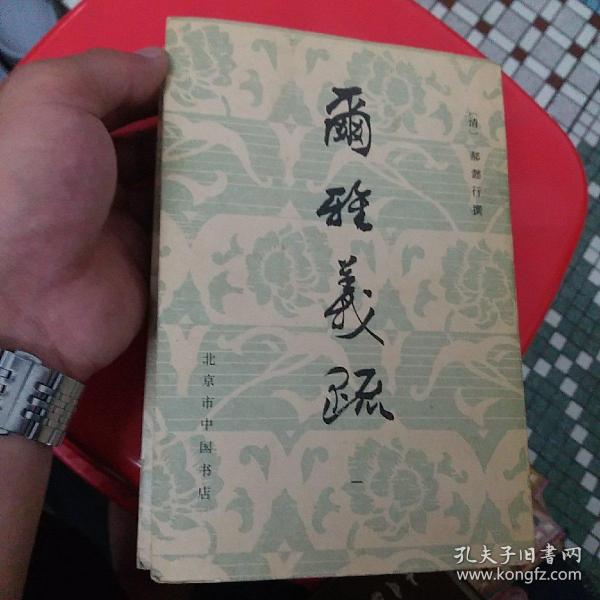 [清] 郝懿行撰
爾雅義疏
一
北京市中国书店
孔夫子旧書网
www.kongfz.com